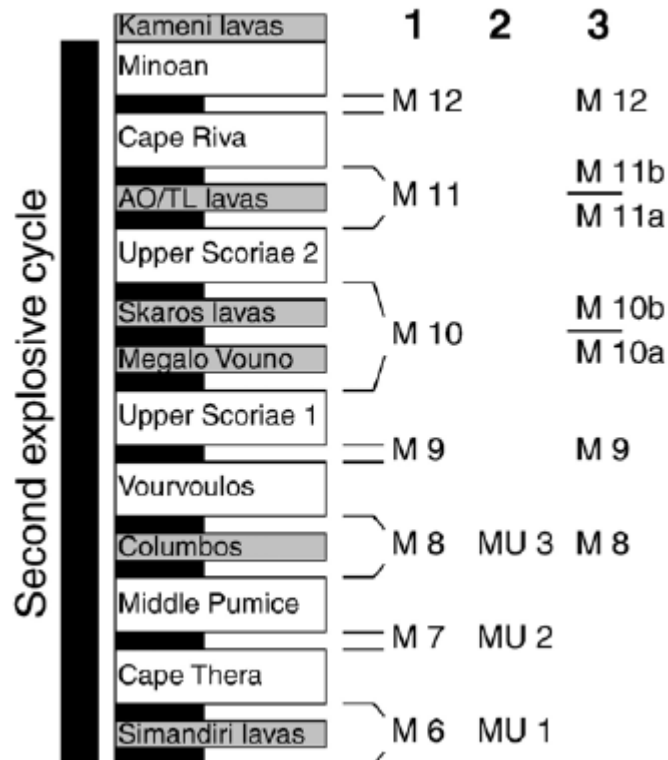 Kameni lavas 1 2 3
Minoan
M 12 M 12
Cape Riva
M 11b
AO/TL lavas M 11
M 11a
Upper Scoriae 2
Skaros lavas M 10b
M 10
Megalo Vouno M 10a
Upper Scoriae 1
M 9 M 9
Vourvoulos
Columbos M 8 MU 3 M 8
Middle Pumice
M 7 MU 2
Cape Thera
Simandiri lavas M 6 MU 1
Second explosive cycle